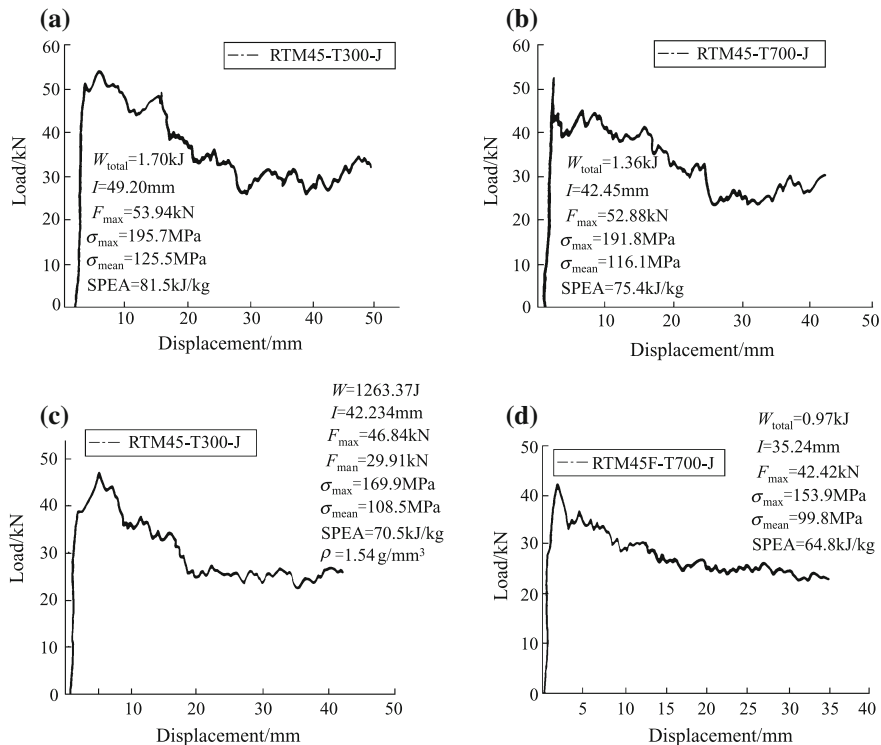 (a)
RTM45-T300-J
60
50
40
30
20
10
0
Load/kN
W_total=1.70kJ
I=49.20mm
F_max=53.94kN
σ_max=195.7MPa
σ_mean=125.5MPa
SPEA=81.5kJ/kg
10 20 30 40 50
Displacement/mm
(b)
RTM45-T700-J
60
50
40
30
20
10
0
Load/kN
W_total=1.36kJ
I=42.45mm
F_max=52.88kN
σ_max=191.8MPa
σ_mean=116.1MPa
SPEA=75.4kJ/kg
10 20 30 40 50
Displacement/mm
(c)
RTM45-T300-J
W=1263.37J
I=42.234mm
F_max=46.84kN
F_man=29.91kN
σ_max=169.9MPa
σ_mean=108.5MPa
SPEA=70.5kJ/kg
ρ=1.54g/mm³
50
40
30
20
10
0
Load/kN
10 20 30 40 50
Displacement/mm
(d)
RTM45F-T700-J
W_total=0.97kJ
I=35.24mm
F_max=42.42kN
σ_max=153.9MPa
σ_mean=99.8MPa
SPEA=64.8kJ/kg
50
40
30
20
10
0
Load/kN
5 10 15 20 25 30 35 40
Displacement/mm